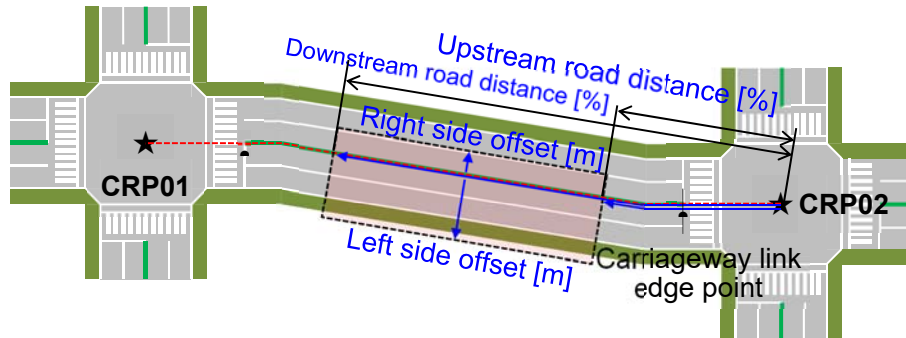 Upstream road distance [%]
Downstream road distance [%]
Right side offset [m]
CRP01
CRP02
Left side offset [m]
Carriageway link
edge point